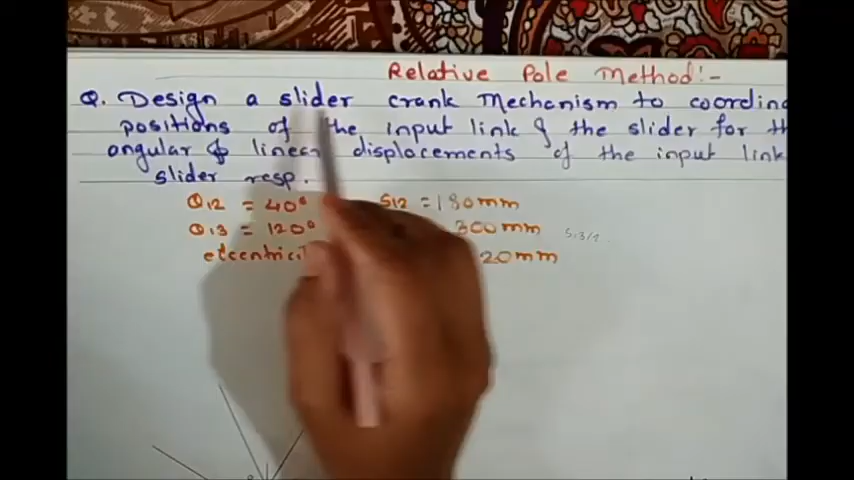 Relative Pole Method:-
Q. Design a slider crank Mechanism to coordin
positions of the input link & the slider for th
angular & linear displacements of the input link
slider resp.
θ12 = 40° S12 = 180mm
θ13 = 120° 300mm
20mm